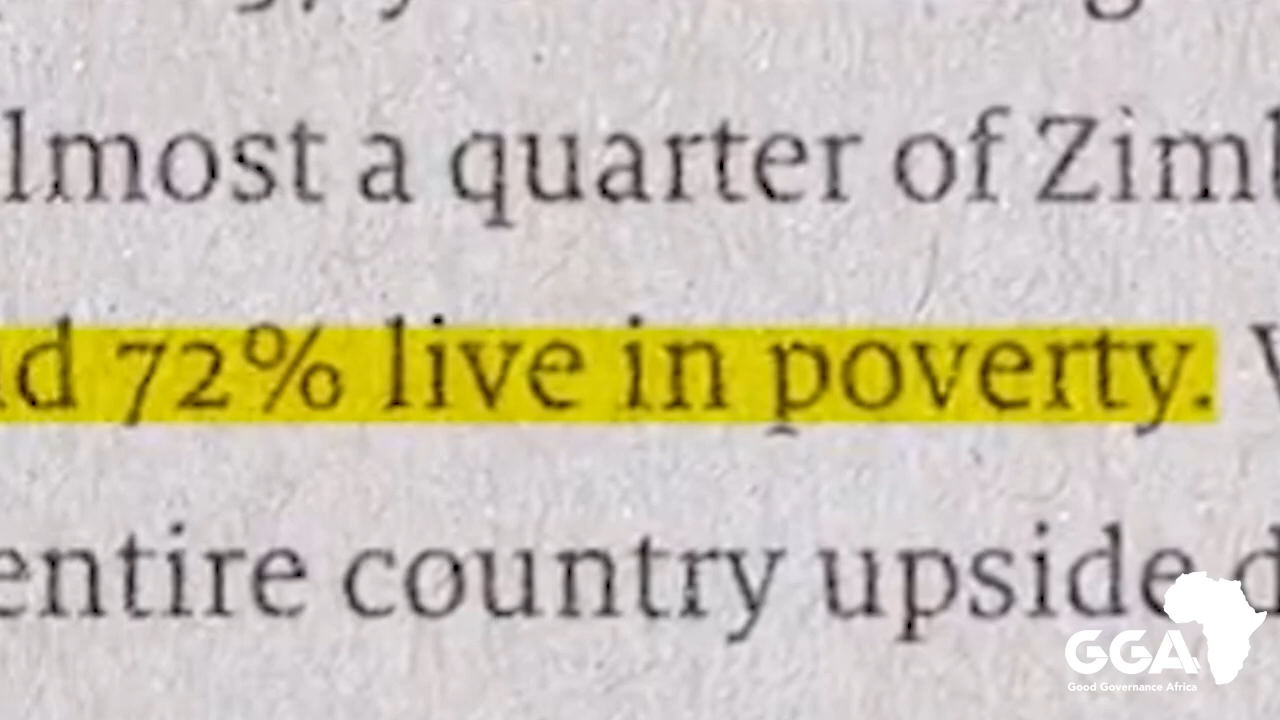 lmost a quarter of Zim
d 72% live in poverty.
entire country upside
GGA
Good Governance Africa